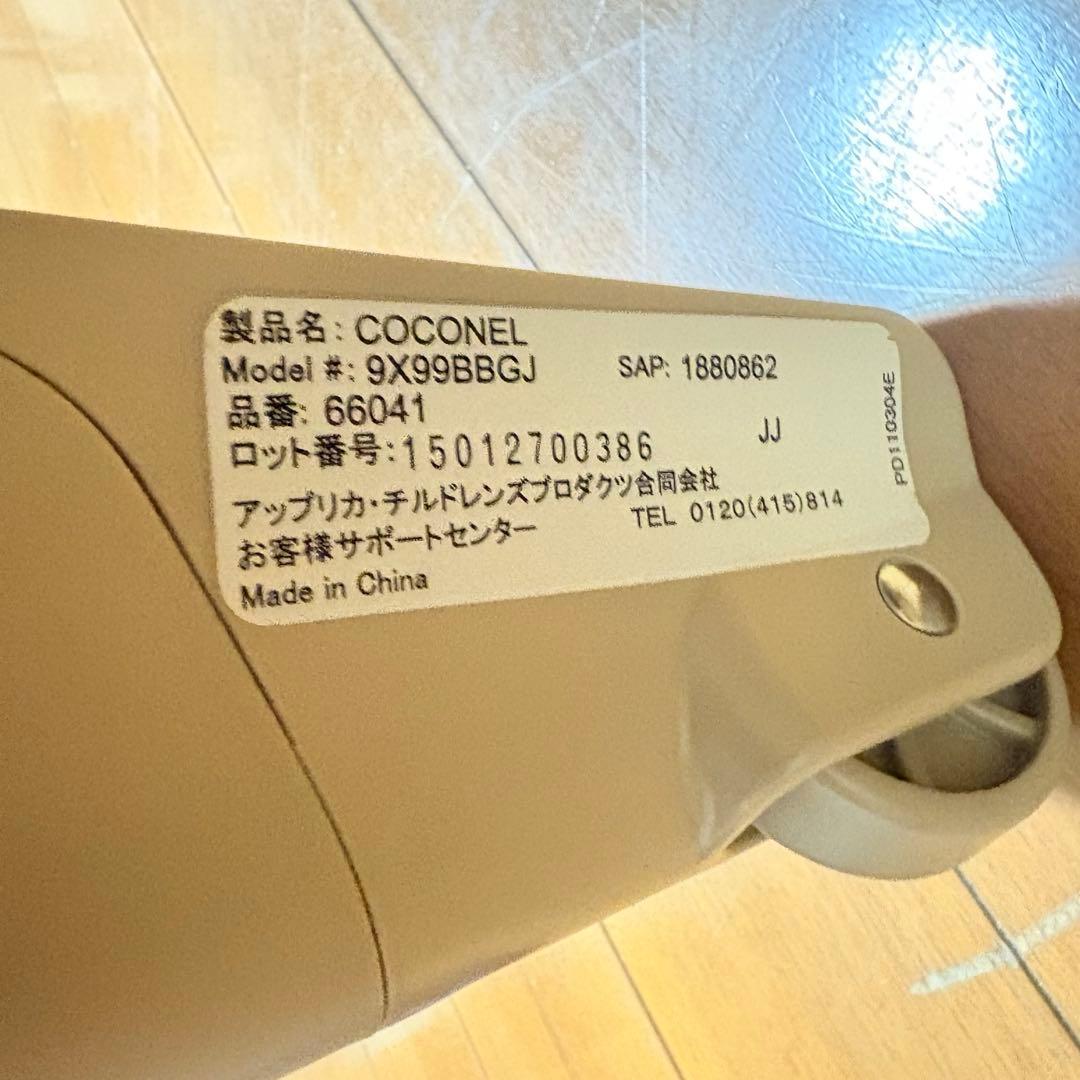 製品名: COCONEL
Model #: 9X99BBGJ SAP: 1880862
品番: 66041
ロット番号:15012700386 JJ
アップリカ・チルドレンズプロダクツ合同会社
お客様サポートセンター TEL 0120(415)814
Made in China
PD110304E